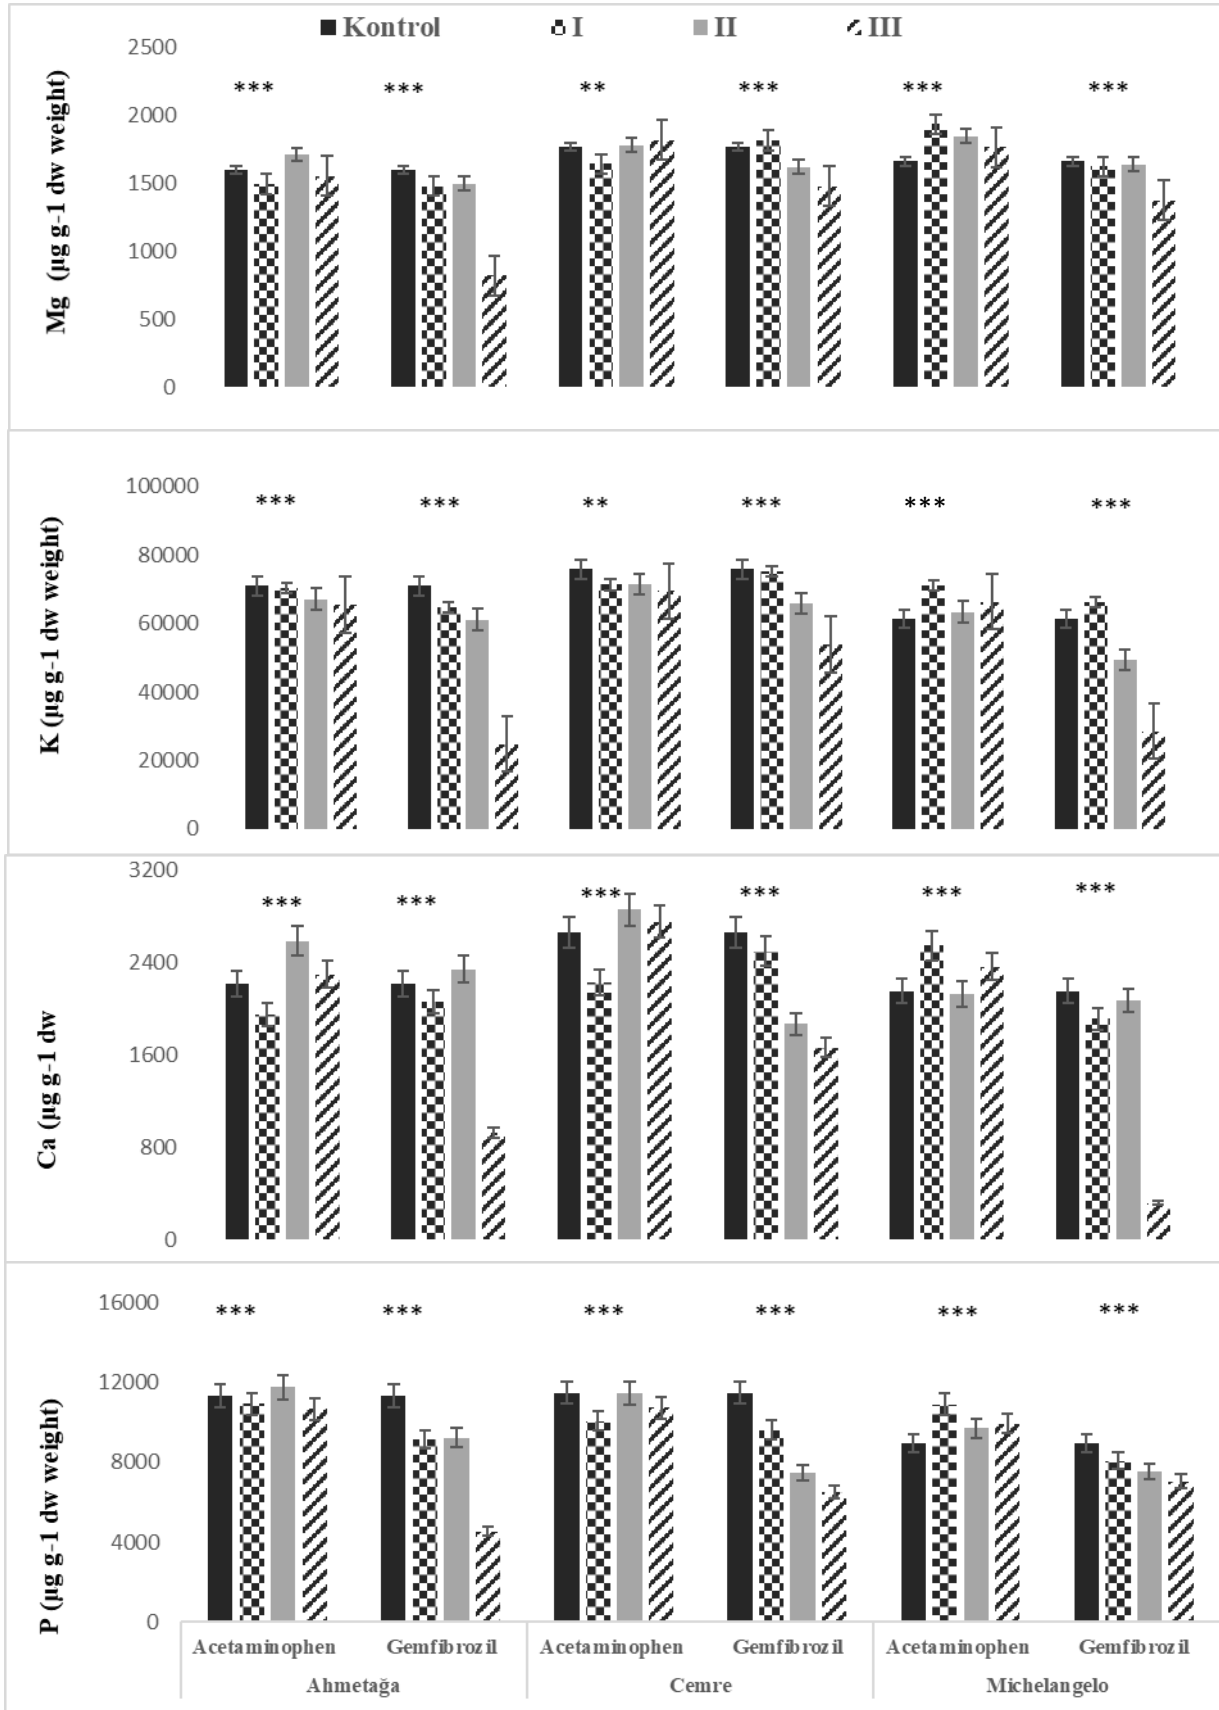 Kontrol I II III
Mg (µg g-1 dw weight)
2500
2000
1500
1000
500
0
*** *** ** *** *** ***
K (µg g-1 dw weight)
100000
80000
60000
40000
20000
0
*** *** ** *** *** ***
Ca (µg g-1 dw
3200
2400
1600
800
0
*** *** *** *** *** ***
P (µg g-1 dw weight)
16000
12000
8000
4000
0
*** *** *** *** *** ***
Acetaminophen Gemfibrozil Acetaminophen Gemfibrozil Acetaminophen Gemfibrozil
Ahmetağa Cemre Michelangelo